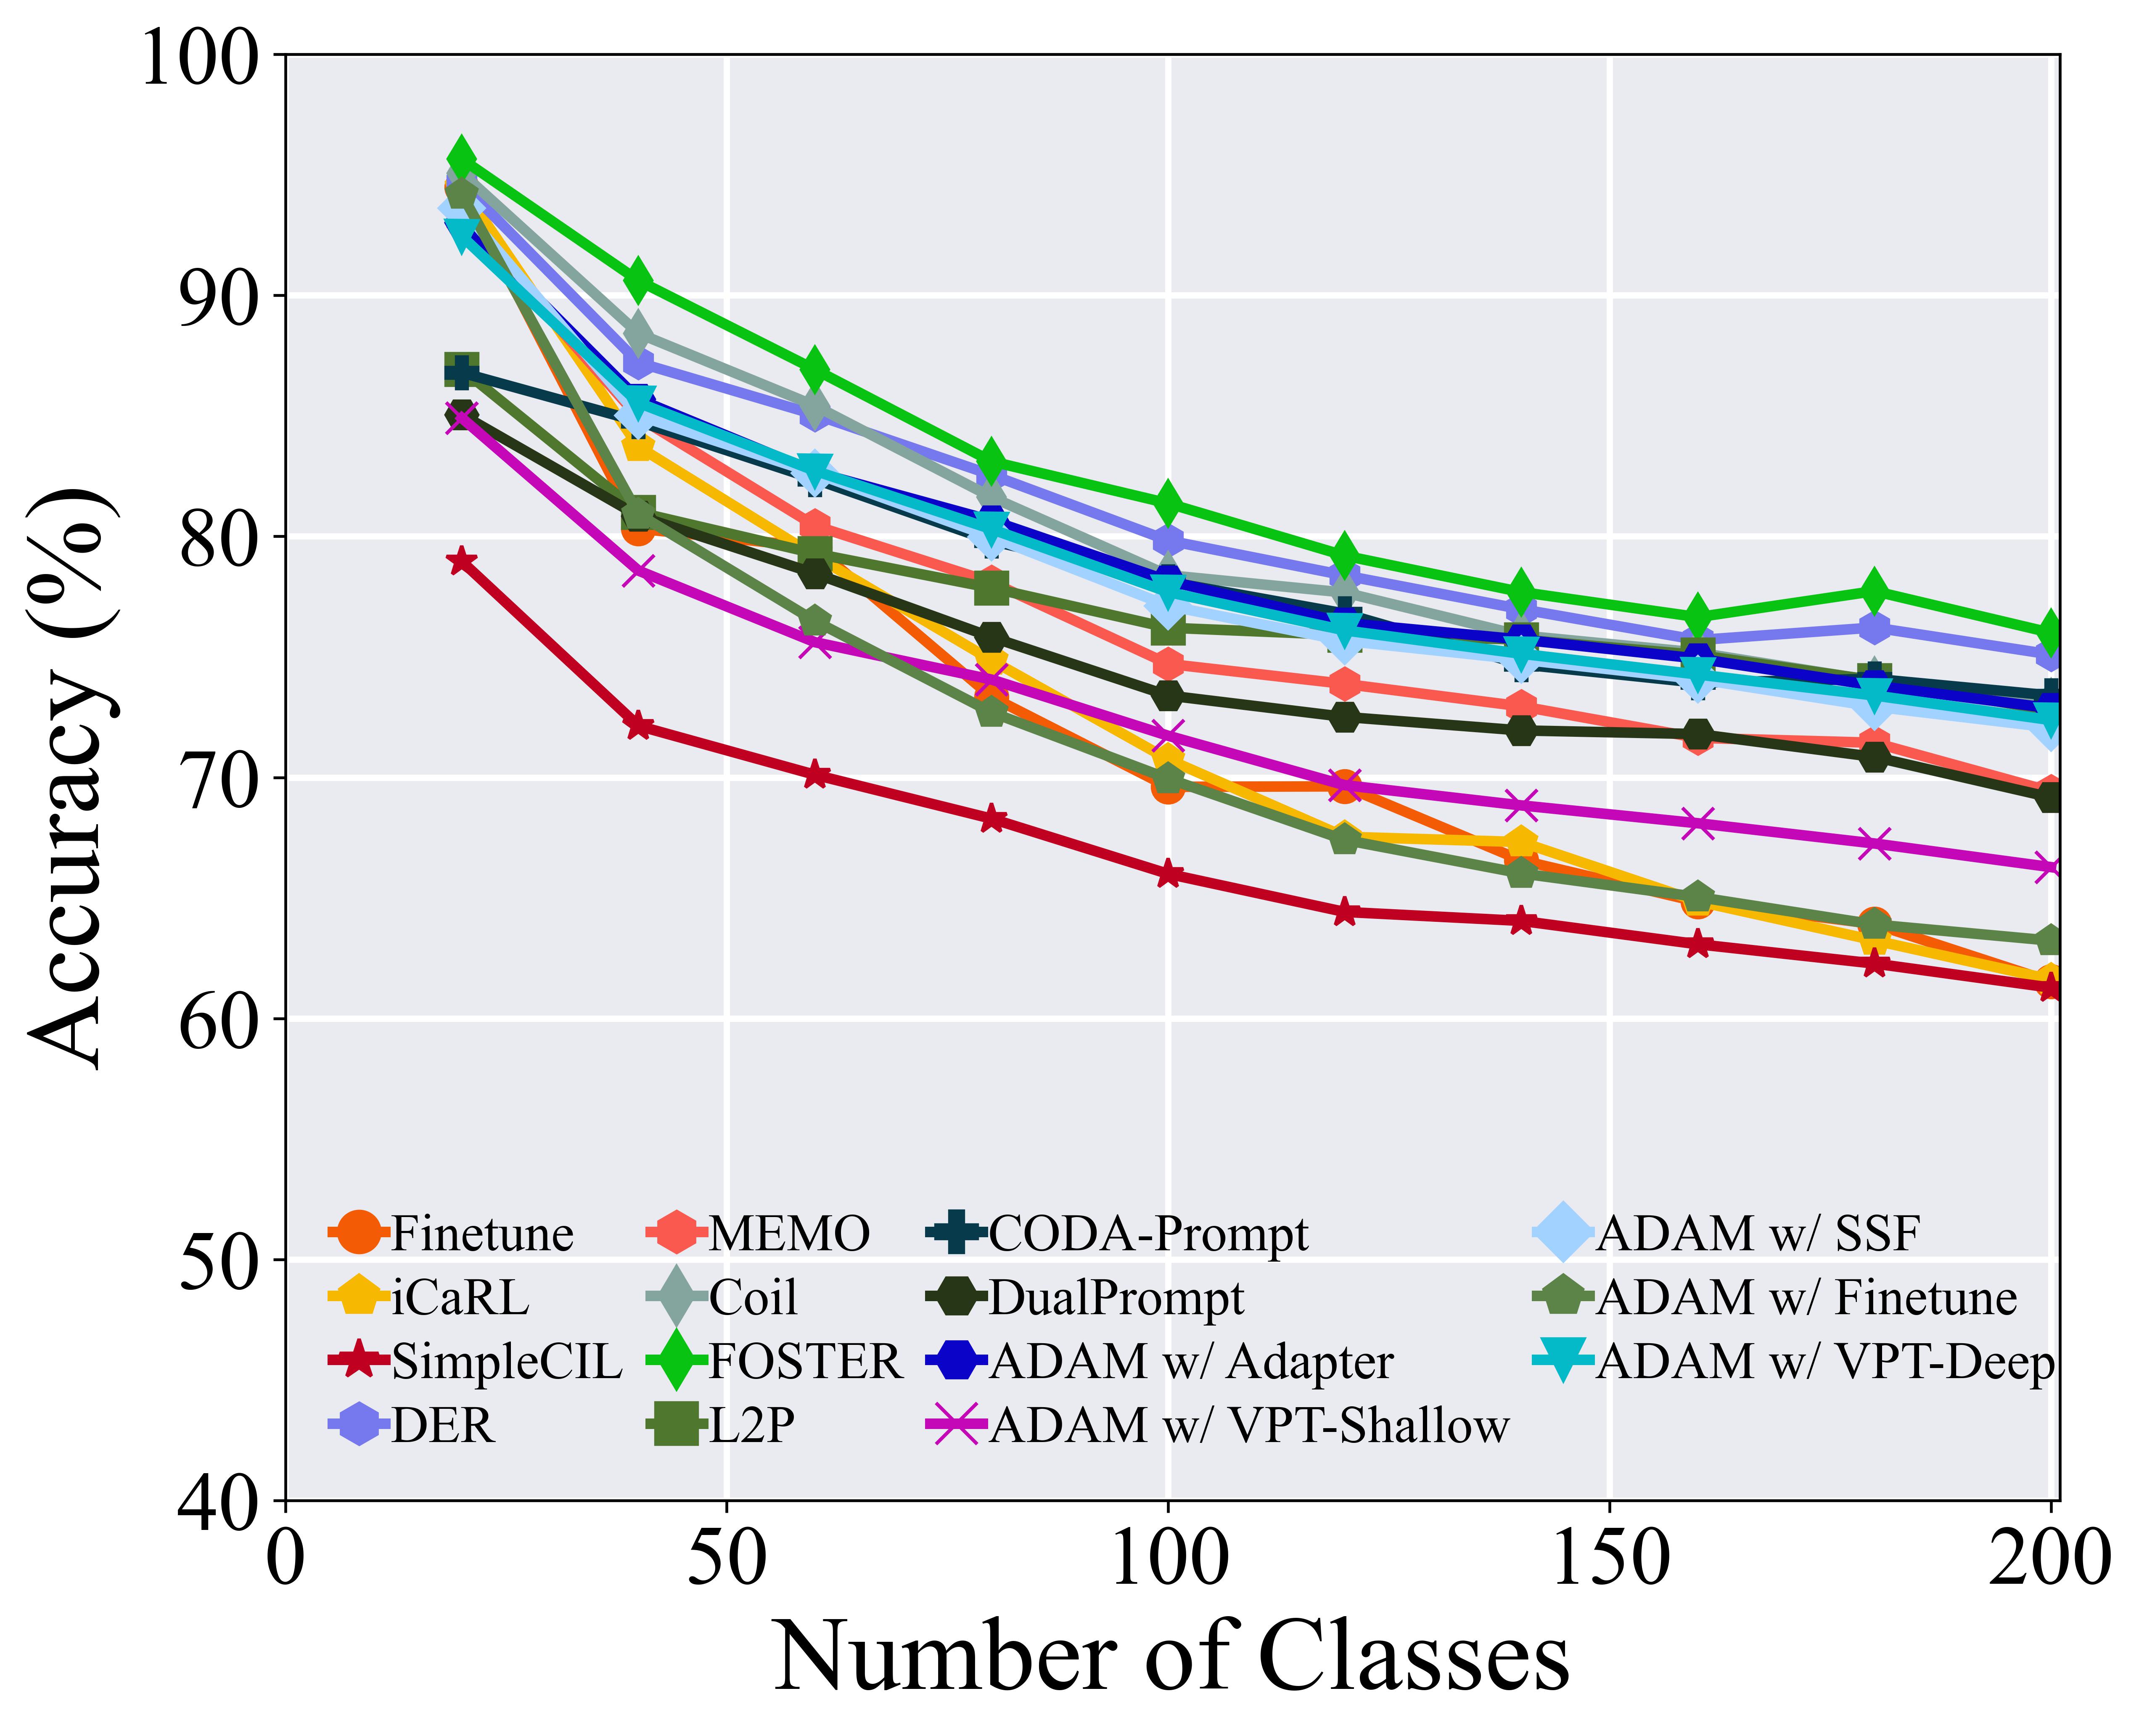 100
90
80
70
60
50
40
Accuracy (%)
Finetune
iCaRL
SimpleCIL
DER
MEMO
Coil
FOSTER
L2P
CODA-Prompt
DualPrompt
ADAM w/ Adapter
ADAM w/ VPT-Shallow
ADAM w/ SSF
ADAM w/ Finetune
ADAM w/ VPT-Deep
0 50 100 150 200
Number of Classes